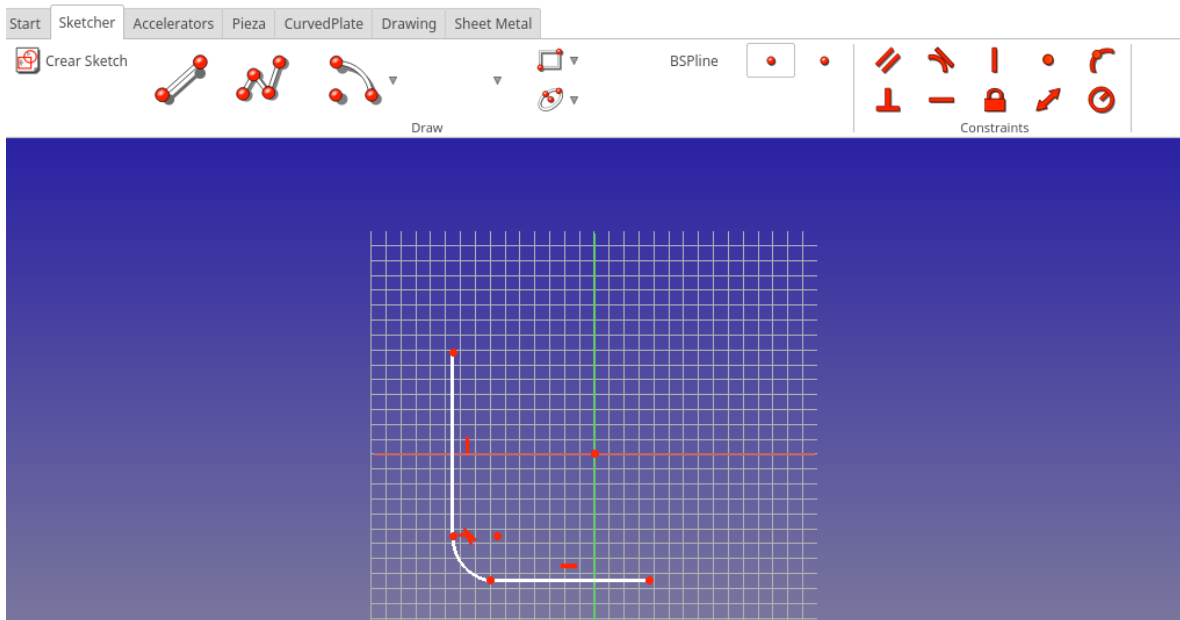 Start Sketcher Accelerators Pieza CurvedPlate Drawing Sheet Metal
Crear Sketch
BSPline
Draw
Constraints